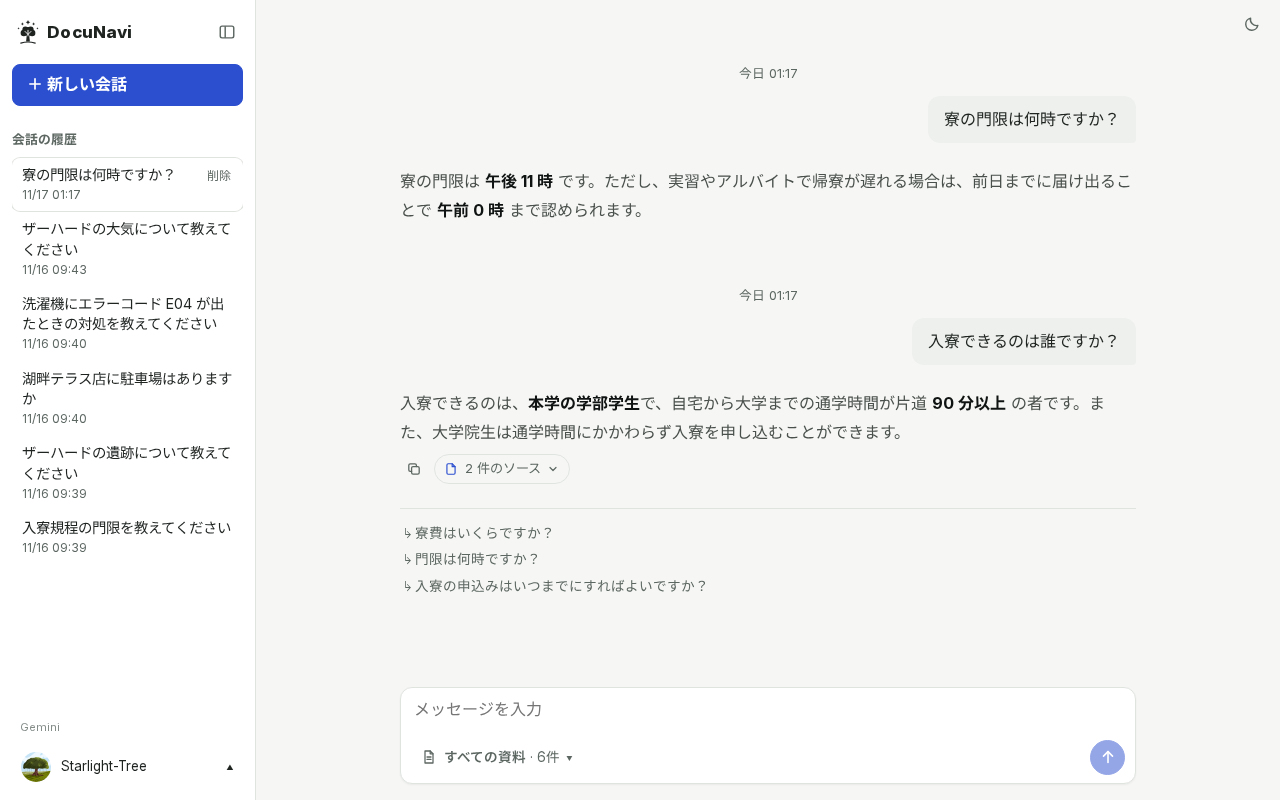 DocuNavi
+ 新しい会話
会話の履歴
寮の門限は何時ですか？
削除
11/17 01:17
ザーハードの大気について教えて
ください
11/16 09:43
洗濯機にエラーコード E04 が出
たときの対処を教えてください
11/16 09:40
湖畔テラス店に駐車場はあります
か
11/16 09:40
ザーハードの遺跡について教えて
ください
11/16 09:39
入寮規程の門限を教えてください
11/16 09:39
Gemini
Starlight-Tree
今日 01:17
寮の門限は何時ですか？
寮の門限は 午後 11 時 です。ただし、実習やアルバイトで帰寮が遅れる場合は、前日までに届け出るこ
とで 午前 0 時 まで認められます。
今日 01:17
入寮できるのは誰ですか？
入寮できるのは、本学の学部学生で、自宅から大学までの通学時間が片道 90 分以上 の者です。ま
た、大学院生は通学時間にかかわらず入寮を申し込むことができます。
2 件のソース
↳ 寮費はいくらですか？
↳ 門限は何時ですか？
↳ 入寮の申込みはいつまでにすればよいですか？
メッセージを入力
すべての資料 · 6件